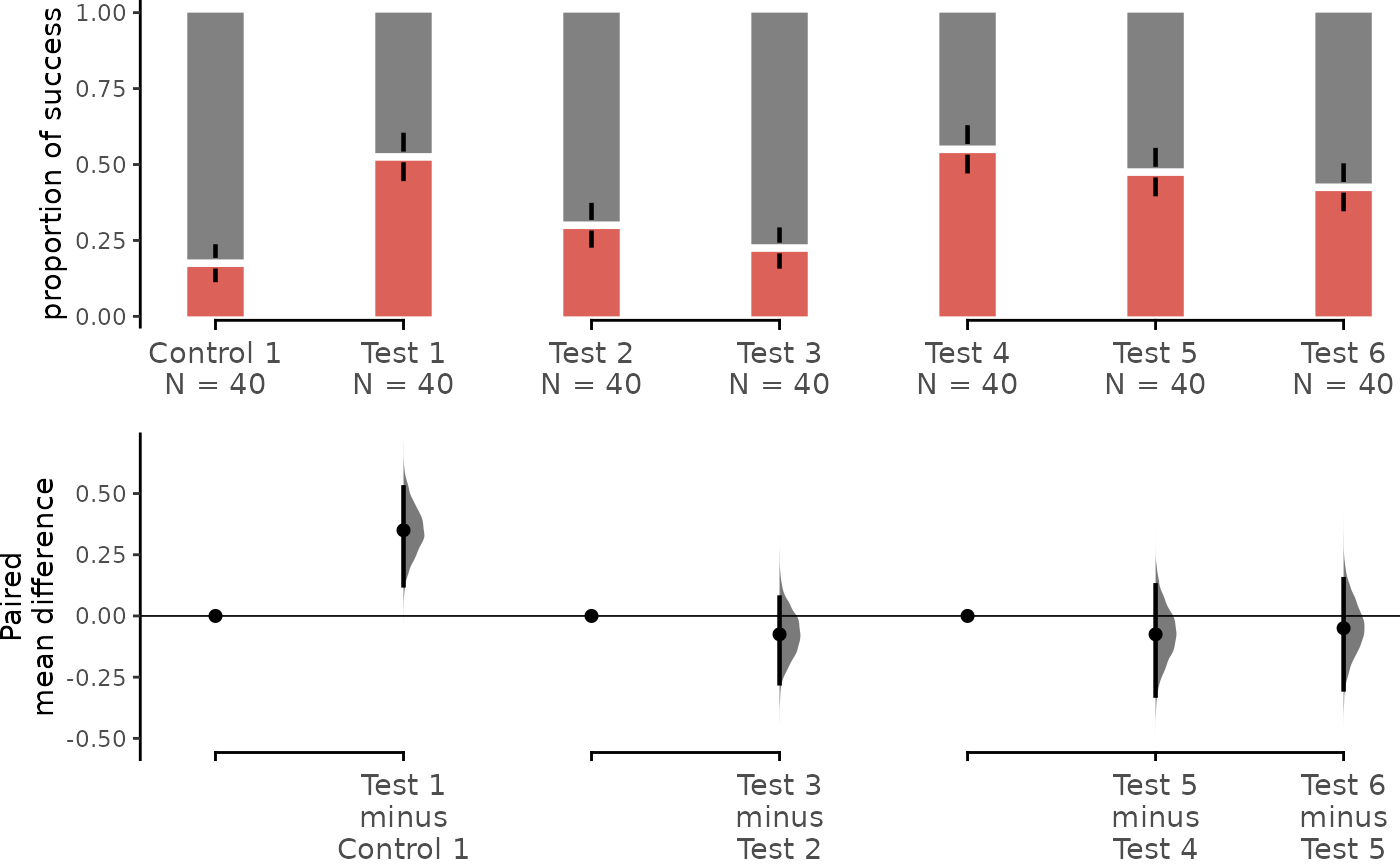 proportion of success
1.00
0.75
0.50
0.25
0.00
Control 1
N = 40
Test 1
N = 40
Test 2
N = 40
Test 3
N = 40
Test 4
N = 40
Test 5
N = 40
Test 6
N = 40
Paired
mean difference
0.50
0.25
0.00
-0.25
-0.50
Test 1
minus
Control 1
Test 3
minus
Test 2
Test 5
minus
Test 4
Test 6
minus
Test 5